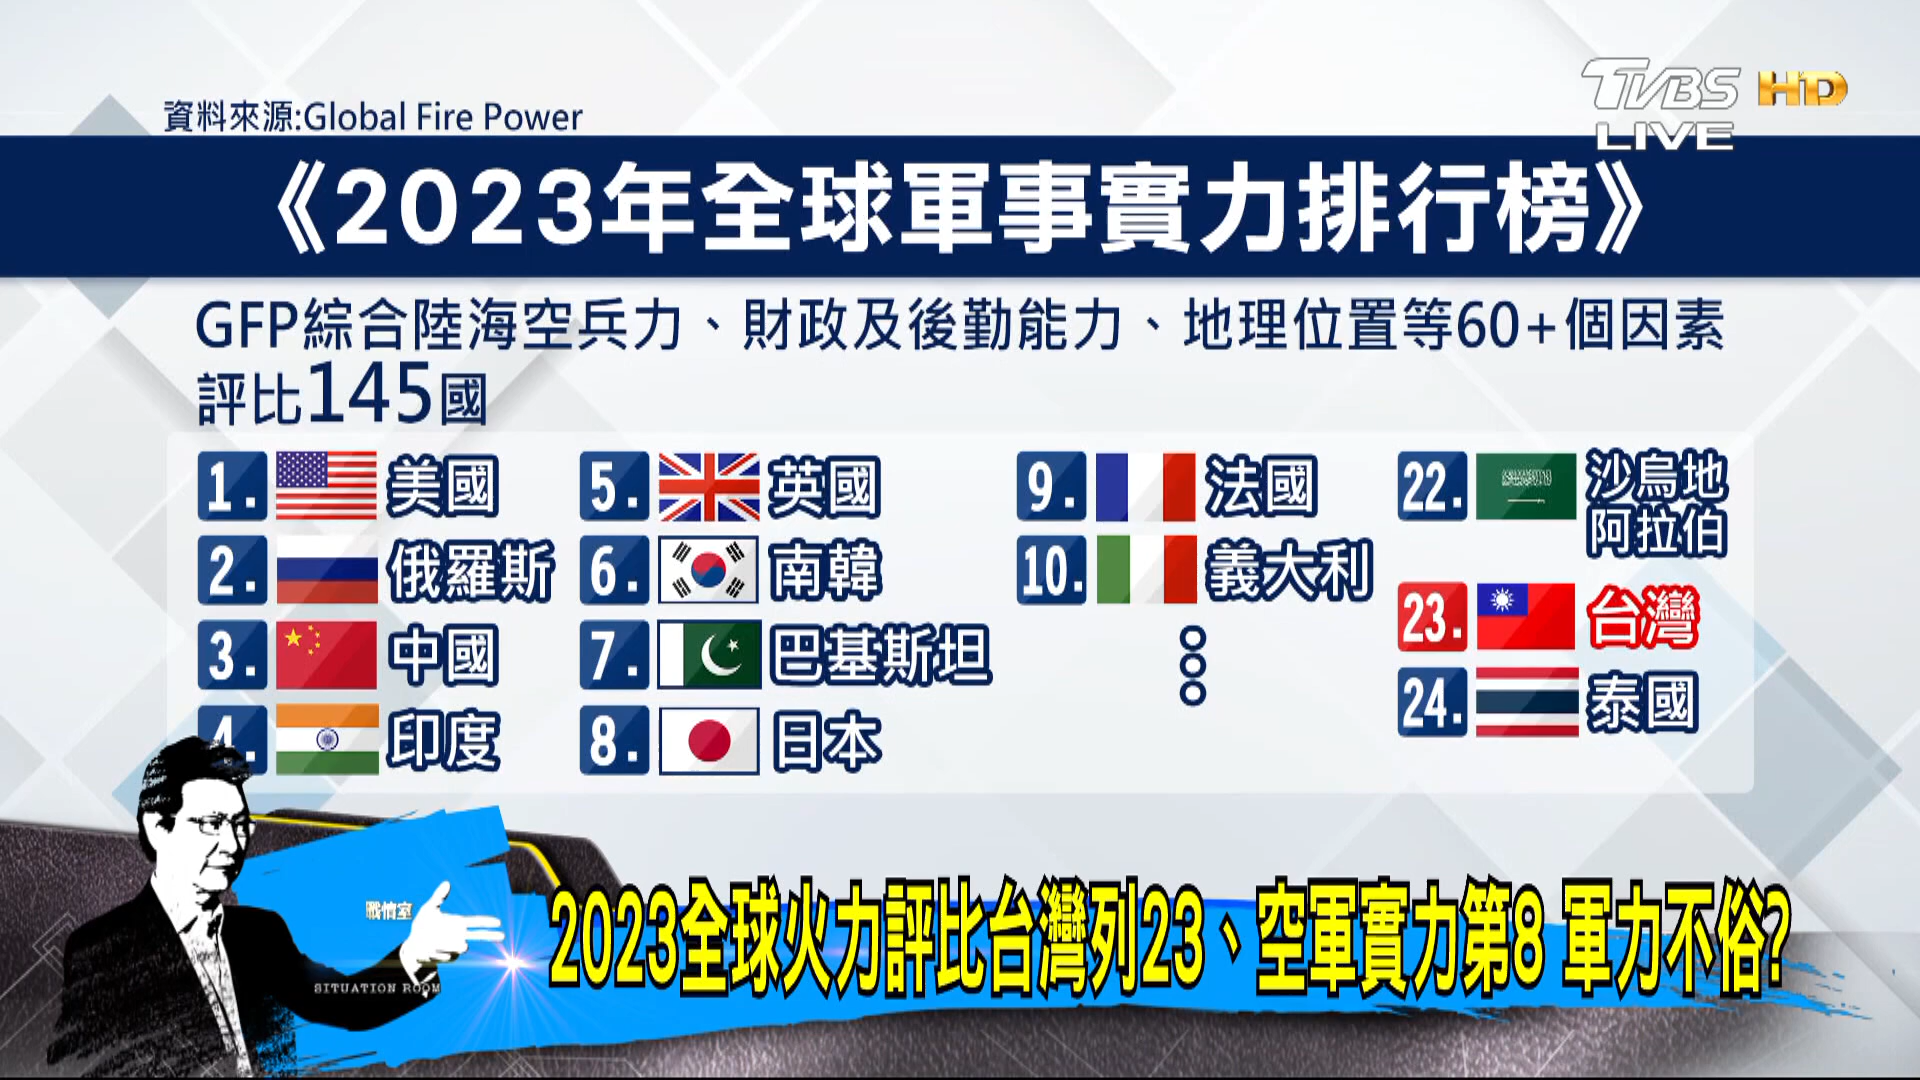 資料來源:Global Fire Power
TVBS HD
LIVE
《2023年全球軍事實力排行榜》
GFP綜合陸海空兵力、財政及後勤能力、地理位置等60+個因素
評比145國
1. 美國
2. 俄羅斯
3. 中國
4. 印度
5. 英國
6. 南韓
7. 巴基斯坦
8. 日本
9. 法國
10. 義大利
22. 沙烏地
阿拉伯
23. 台灣
24. 泰國
戰情室
SITUATION ROOM
2023全球火力評比台灣列23、空軍實力第8 軍力不俗?